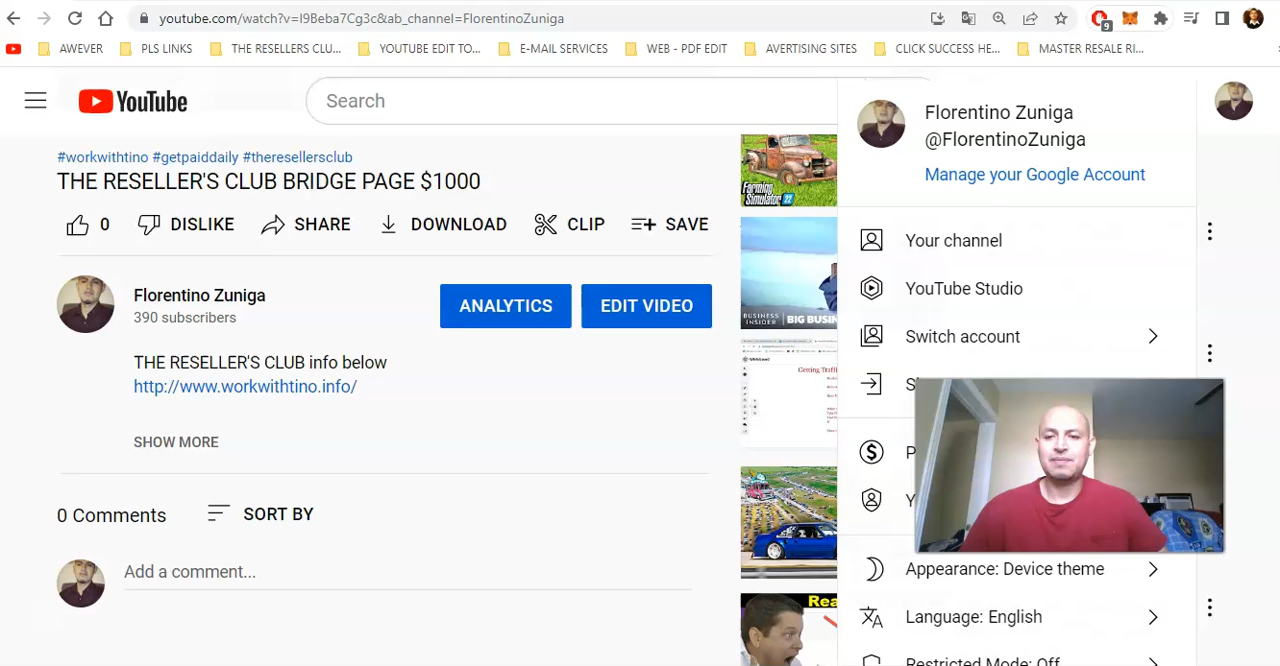 youtube.com/watch?v=I9Beba7Cg3c&ab_channel=FlorentinoZuniga
9
AWEVER
PLS LINKS
THE RESELLERS CLU...
YOUTUBE EDIT TO...
E-MAIL SERVICES
WEB - PDF EDIT
AVERTISING SITES
CLICK SUCCESS HE...
MASTER RESALE RI...
YouTube
Search
#workwithtino #getpaiddaily #theresellersclub
THE RESELLER'S CLUB BRIDGE PAGE $1000
0
DISLIKE
SHARE
DOWNLOAD
CLIP
SAVE
Florentino Zuniga
390 subscribers
ANALYTICS
EDIT VIDEO
THE RESELLER'S CLUB info below
http://www.workwithtino.info/
SHOW MORE
0 Comments
SORT BY
Add a comment...
Farming
Simulator 22
BUSINESS
INSIDER
BIG BUSIN
Getting Traffi
Rea
Florentino Zuniga
@FlorentinoZuniga
Manage your Google Account
Your channel
YouTube Studio
Switch account
S
P
Y
Appearance: Device theme
Language: English
Restricted Mode: Off